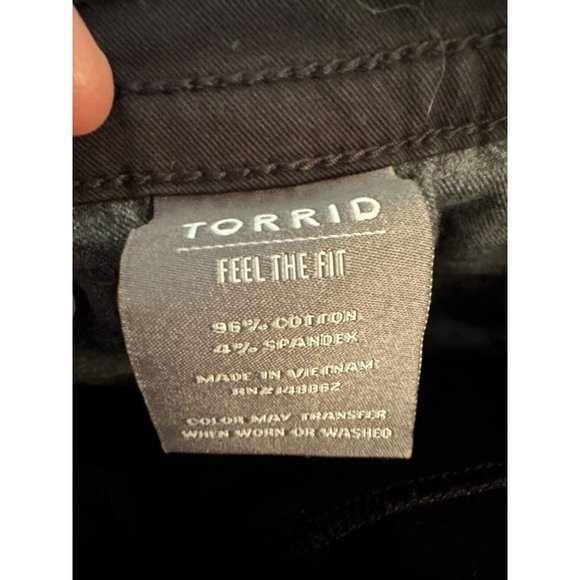 TORRID
FEEL THE FIT
96% COTTON
4% SPANDEX
MADE IN VIETNAM
RN#148862
COLOR MAY TRANSFER
WHEN WORN OR WASHED